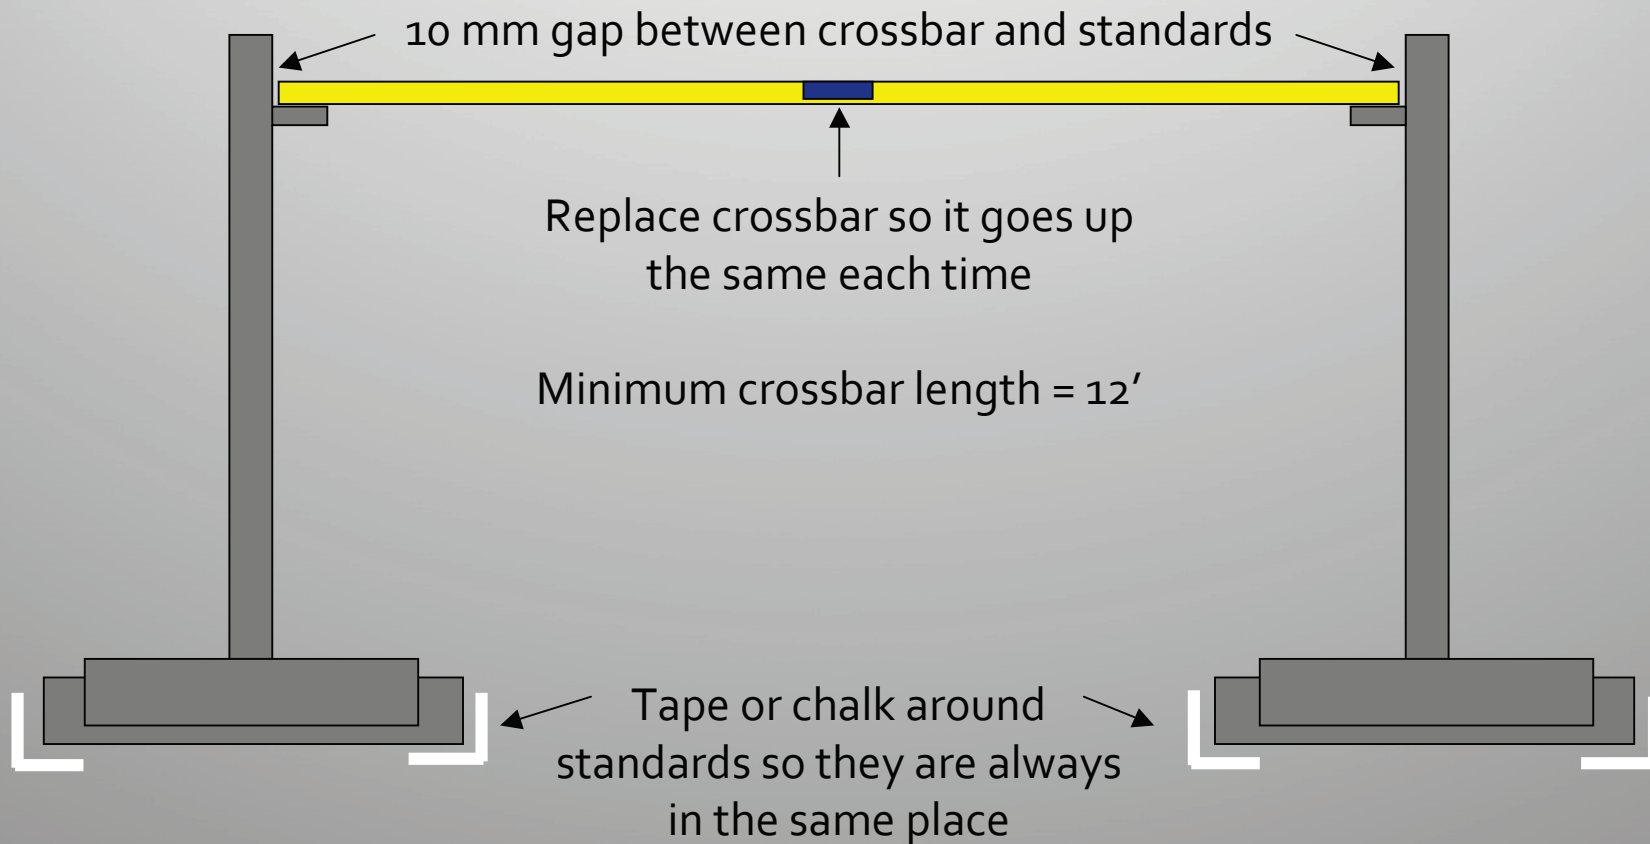 10 mm gap between crossbar and standards
Replace crossbar so it goes up
the same each time
Minimum crossbar length = 12′
Tape or chalk around
standards so they are always
in the same place